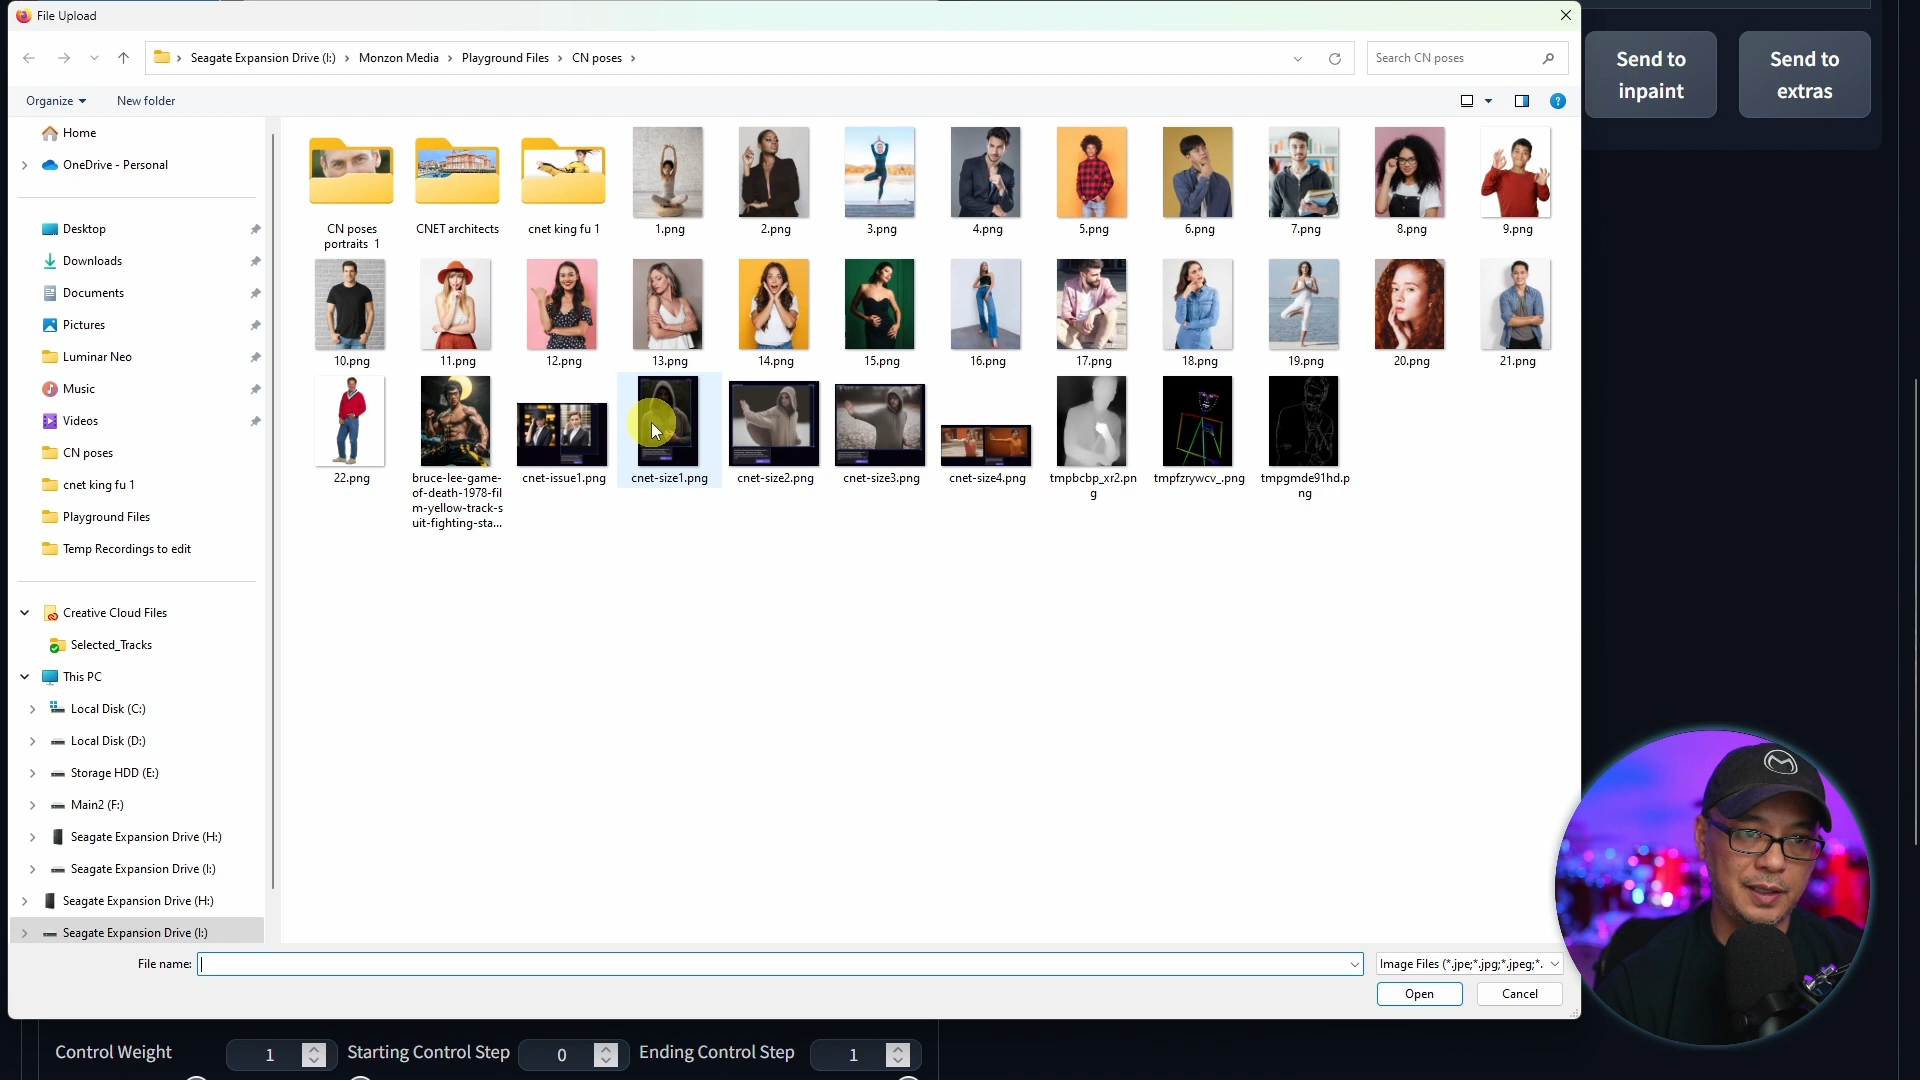 File Upload
Seagate Expansion Drive (I:) Monzon Media Playground Files CN poses
Search CN poses
Send to inpaint
Send to extras
Organize
New folder
Home
OneDrive - Personal
Desktop
Downloads
Documents
Pictures
Luminar Neo
Music
Videos
CN poses
cnet king fu 1
Playground Files
Temp Recordings to edit
Creative Cloud Files
Selected_Tracks
This PC
Local Disk (C:)
Local Disk (D:)
Storage HDD (E:)
Main2 (F:)
Seagate Expansion Drive (H:)
Seagate Expansion Drive (I:)
Seagate Expansion Drive (H:)
Seagate Expansion Drive (I:)
CN poses
portraits 1
CNET architects
cnet king fu 1
1.png
2.png
3.png
4.png
5.png
6.png
7.png
8.png
9.png
10.png
11.png
12.png
13.png
14.png
15.png
16.png
17.png
18.png
19.png
20.png
21.png
22.png
bruce-lee-game-
of-death-1978-fil
m-yellow-track-s
uit-fighting-sta...
cnet-issue1.png
cnet-size1.png
cnet-size2.png
cnet-size3.png
cnet-size4.png
tmpbcbp_xr2.pn
g
tmpfzrywcv_.png
tmpgmde91hd.p
ng
File name:
Image Files (*.jpe;*.jpg;*.jpeg;*.
Open
Cancel
Control Weight
1
Starting Control Step
0
Ending Control Step
1